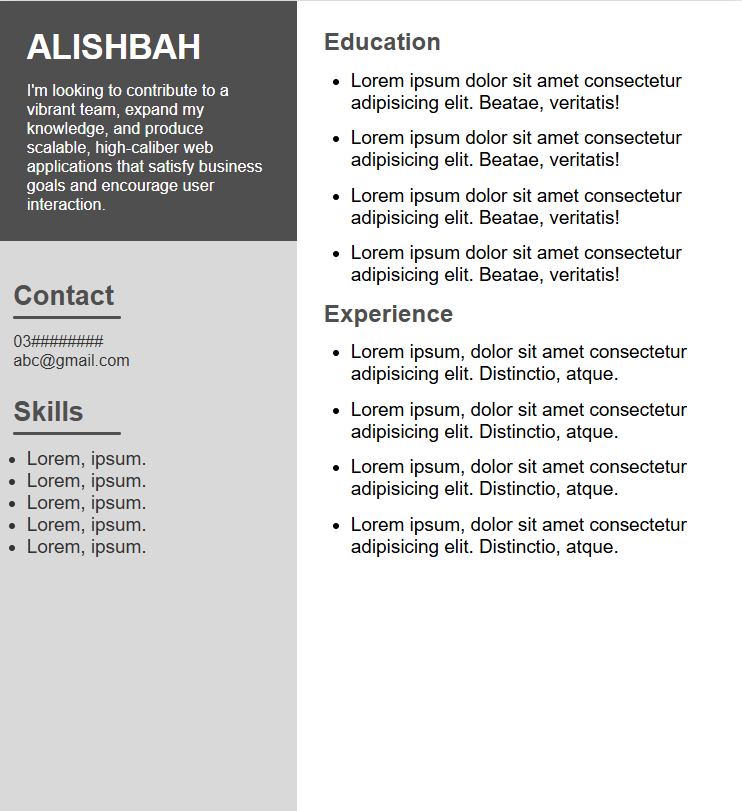 ALISHBAH
I'm looking to contribute to a
vibrant team, expand my
knowledge, and produce
scalable, high-caliber web
applications that satisfy business
goals and encourage user
interaction.
Contact
03########
abc@gmail.com
Skills
Lorem, ipsum.
Lorem, ipsum.
Lorem, ipsum.
Lorem, ipsum.
Lorem, ipsum.
Education
Lorem ipsum dolor sit amet consectetur
adipisicing elit. Beatae, veritatis!
Lorem ipsum dolor sit amet consectetur
adipisicing elit. Beatae, veritatis!
Lorem ipsum dolor sit amet consectetur
adipisicing elit. Beatae, veritatis!
Lorem ipsum dolor sit amet consectetur
adipisicing elit. Beatae, veritatis!
Experience
Lorem ipsum, dolor sit amet consectetur
adipisicing elit. Distinctio, atque.
Lorem ipsum, dolor sit amet consectetur
adipisicing elit. Distinctio, atque.
Lorem ipsum, dolor sit amet consectetur
adipisicing elit. Distinctio, atque.
Lorem ipsum, dolor sit amet consectetur
adipisicing elit. Distinctio, atque.